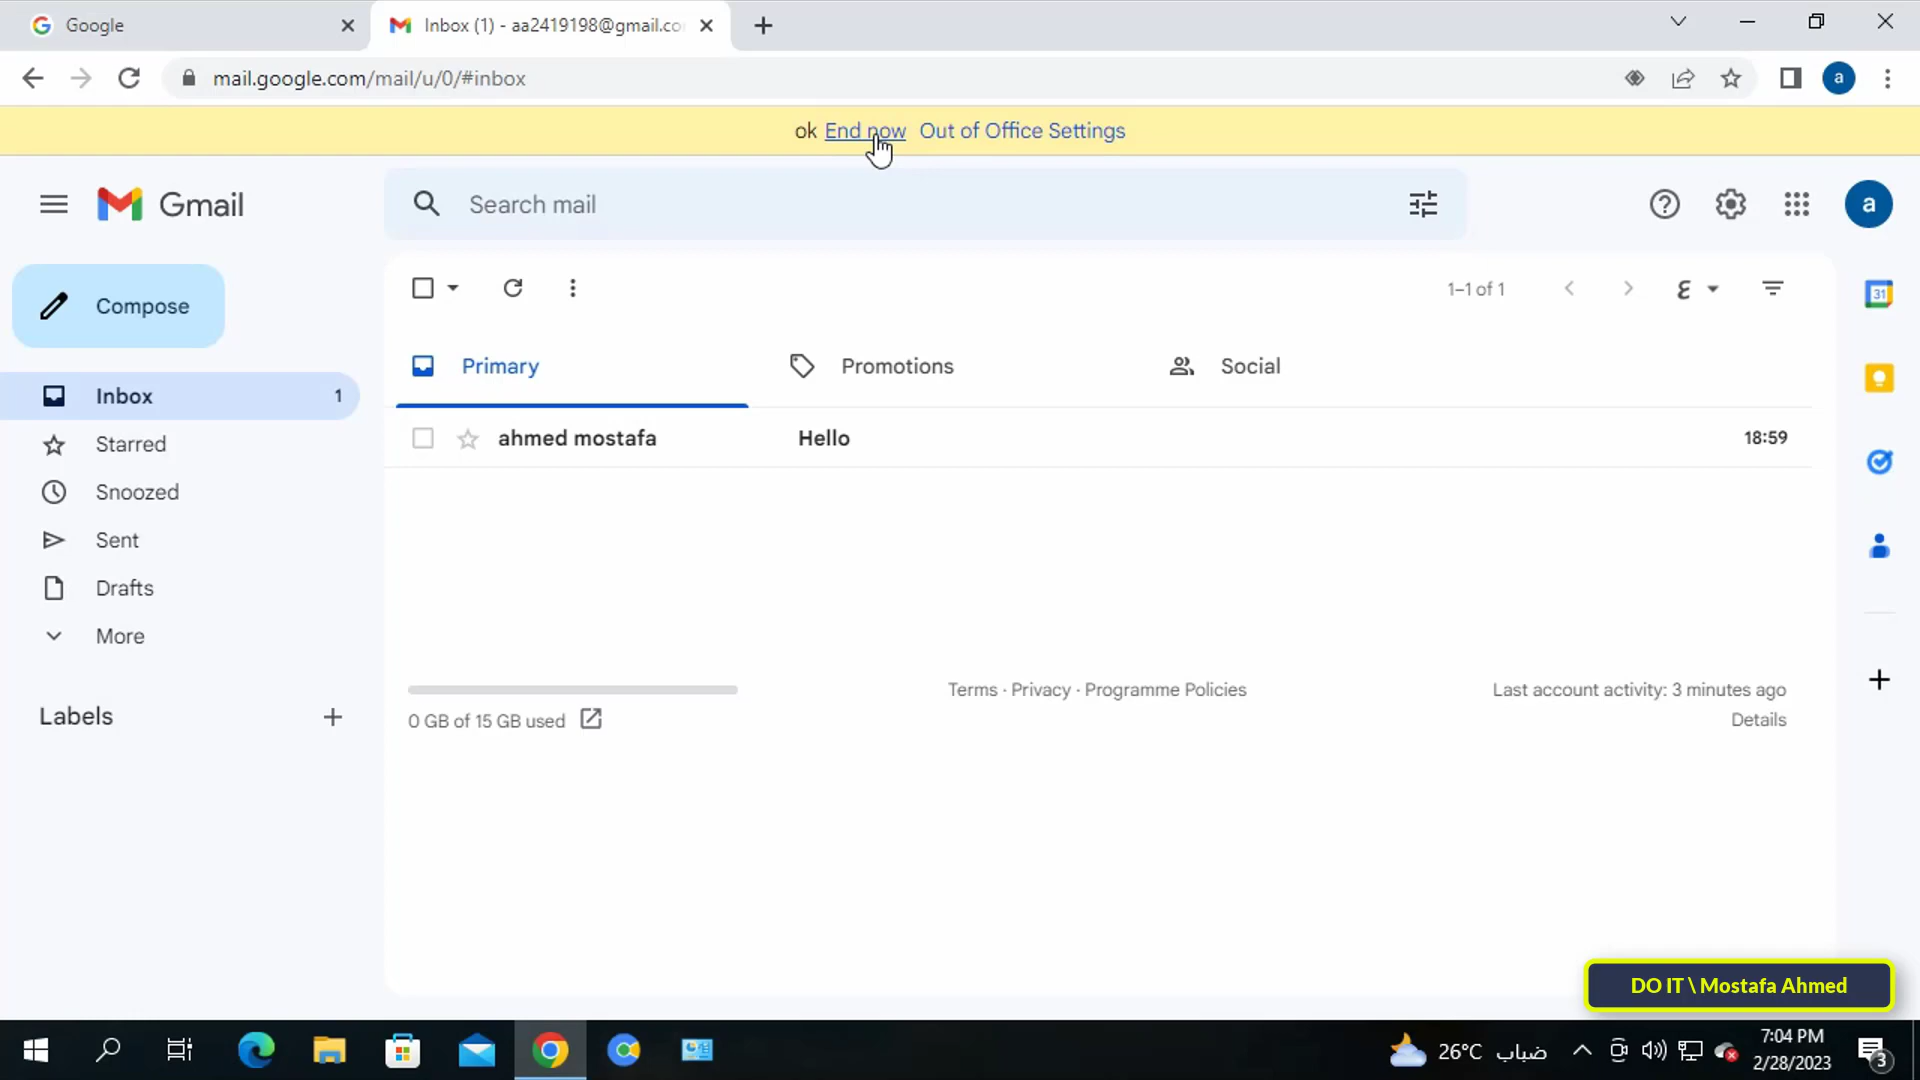 Google
Inbox (1) - aa2419198@gmail.co
mail.google.com/mail/u/0/#inbox
a
ok End now Out of Office Settings
Gmail
Search mail
a
Compose
1–1 of 1
31
Primary
Promotions
Social
Inbox 1
ahmed mostafa Hello 18:59
Starred
Snoozed
Sent
Drafts
More
Terms · Privacy · Programme Policies
Last account activity: 3 minutes ago
0 GB of 15 GB used
Details
Labels
DO IT \ Mostafa Ahmed
26°C ضباب
7:04 PM
2/28/2023
3